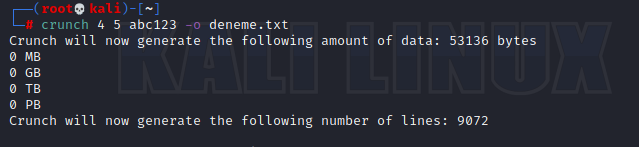 ┌──(root💀kali)-[~]
└─# crunch 4 5 abc123 -o deneme.txt
Crunch will now generate the following amount of data: 53136 bytes
0 MB
0 GB
0 TB
0 PB
Crunch will now generate the following number of lines: 9072
KALI LINUX